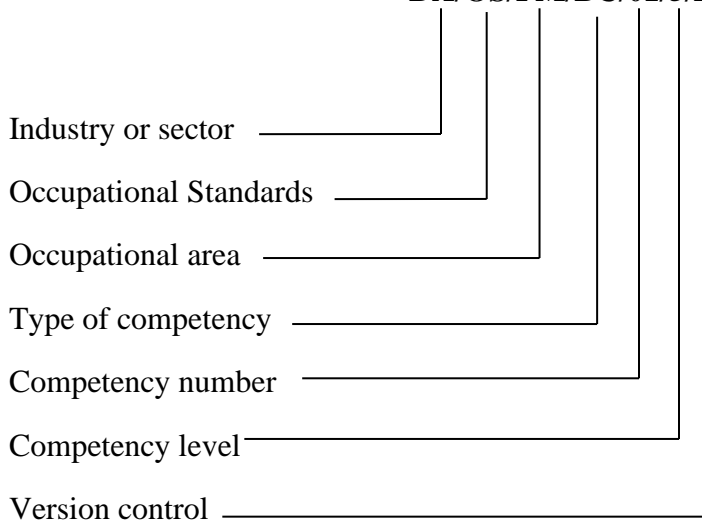 Industry or sector
Occupational Standards
Occupational area
Type of competency
Competency number
Competency level
Version control